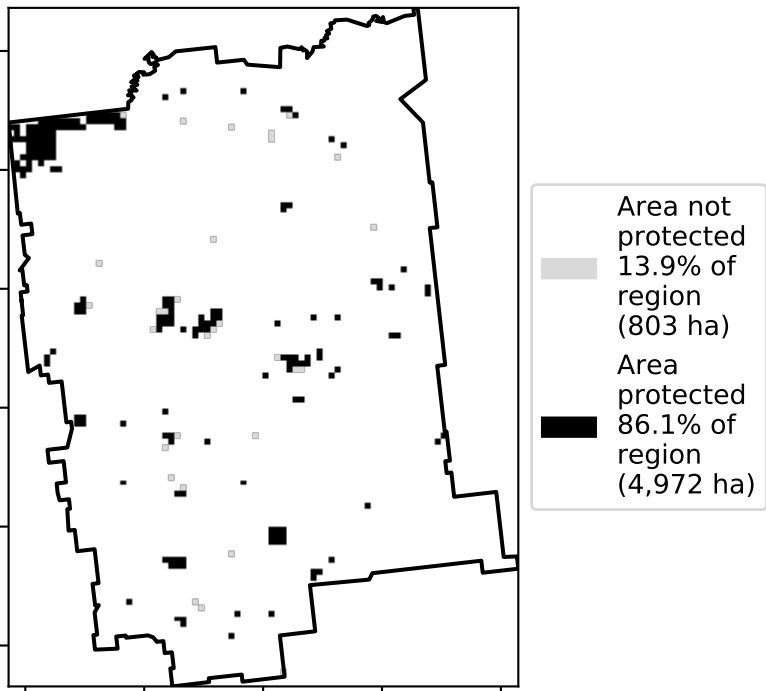 Area not
protected
13.9% of
region
(803 ha)
Area
protected
86.1% of
region
(4,972 ha)